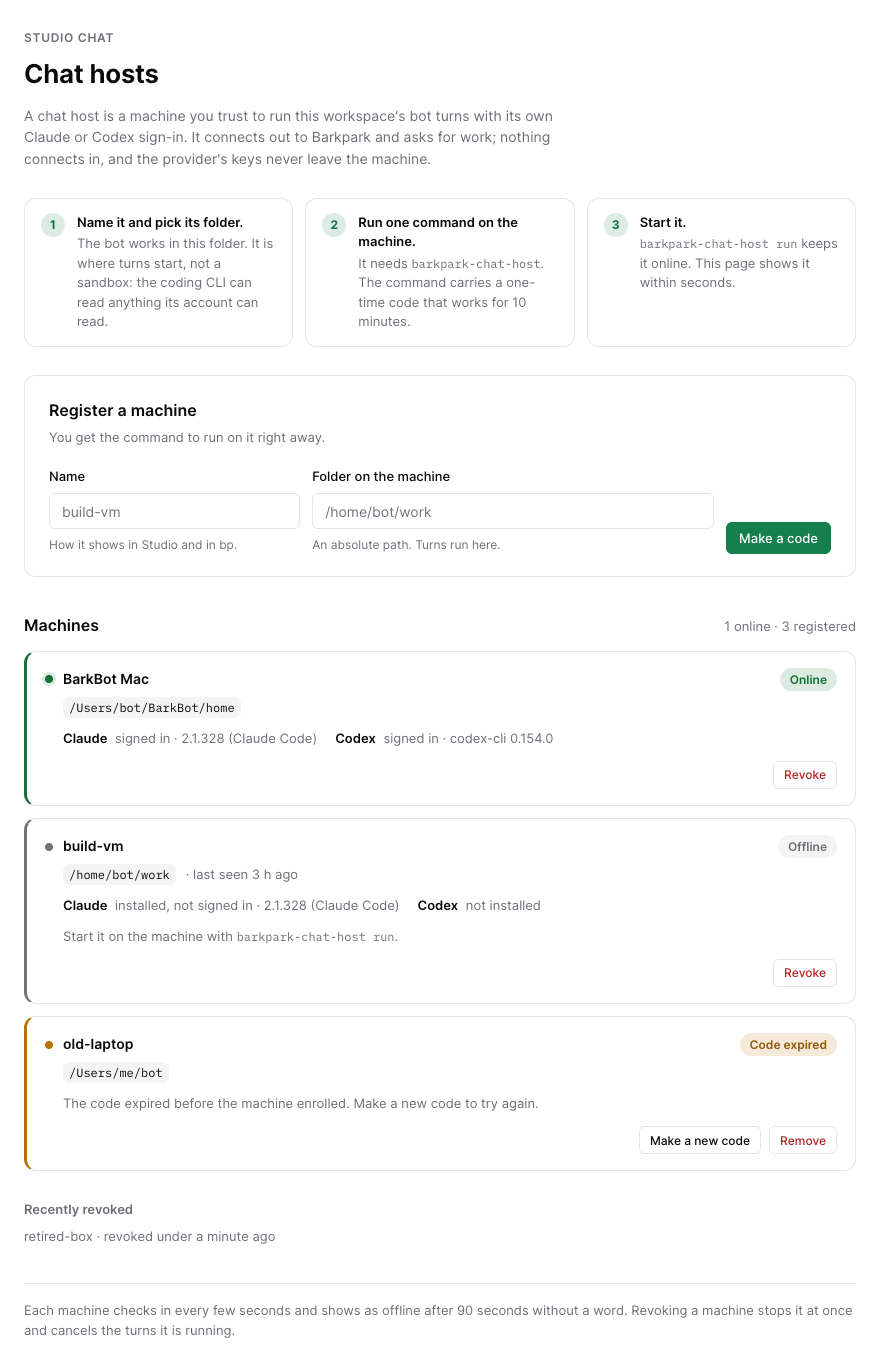 STUDIO CHAT
Chat hosts
A chat host is a machine you trust to run this workspace's bot turns with its own
Claude or Codex sign-in. It connects out to Barkpark and asks for work; nothing
connects in, and the provider's keys never leave the machine.
1
Name it and pick its folder.
The bot works in this folder. It is
where turns start, not a
sandbox: the coding CLI can
read anything its account can
read.
2
Run one command on the
machine.
It needs barkpark-chat-host.
The command carries a one-
time code that works for 10
minutes.
3
Start it.
barkpark-chat-host run keeps
it online. This page shows it
within seconds.
Register a machine
You get the command to run on it right away.
Name
build-vm
How it shows in Studio and in bp.
Folder on the machine
/home/bot/work
An absolute path. Turns run here.
Make a code
Machines
1 online · 3 registered
BarkBot Mac
Online
/Users/bot/BarkBot/home
Claude signed in · 2.1.328 (Claude Code) Codex signed in · codex-cli 0.154.0
Revoke
build-vm
Offline
/home/bot/work · last seen 3 h ago
Claude installed, not signed in · 2.1.328 (Claude Code) Codex not installed
Start it on the machine with barkpark-chat-host run.
Revoke
old-laptop
Code expired
/Users/me/bot
The code expired before the machine enrolled. Make a new code to try again.
Make a new code
Remove
Recently revoked
retired-box · revoked under a minute ago
Each machine checks in every few seconds and shows as offline after 90 seconds without a word. Revoking a machine stops it at once
and cancels the turns it is running.